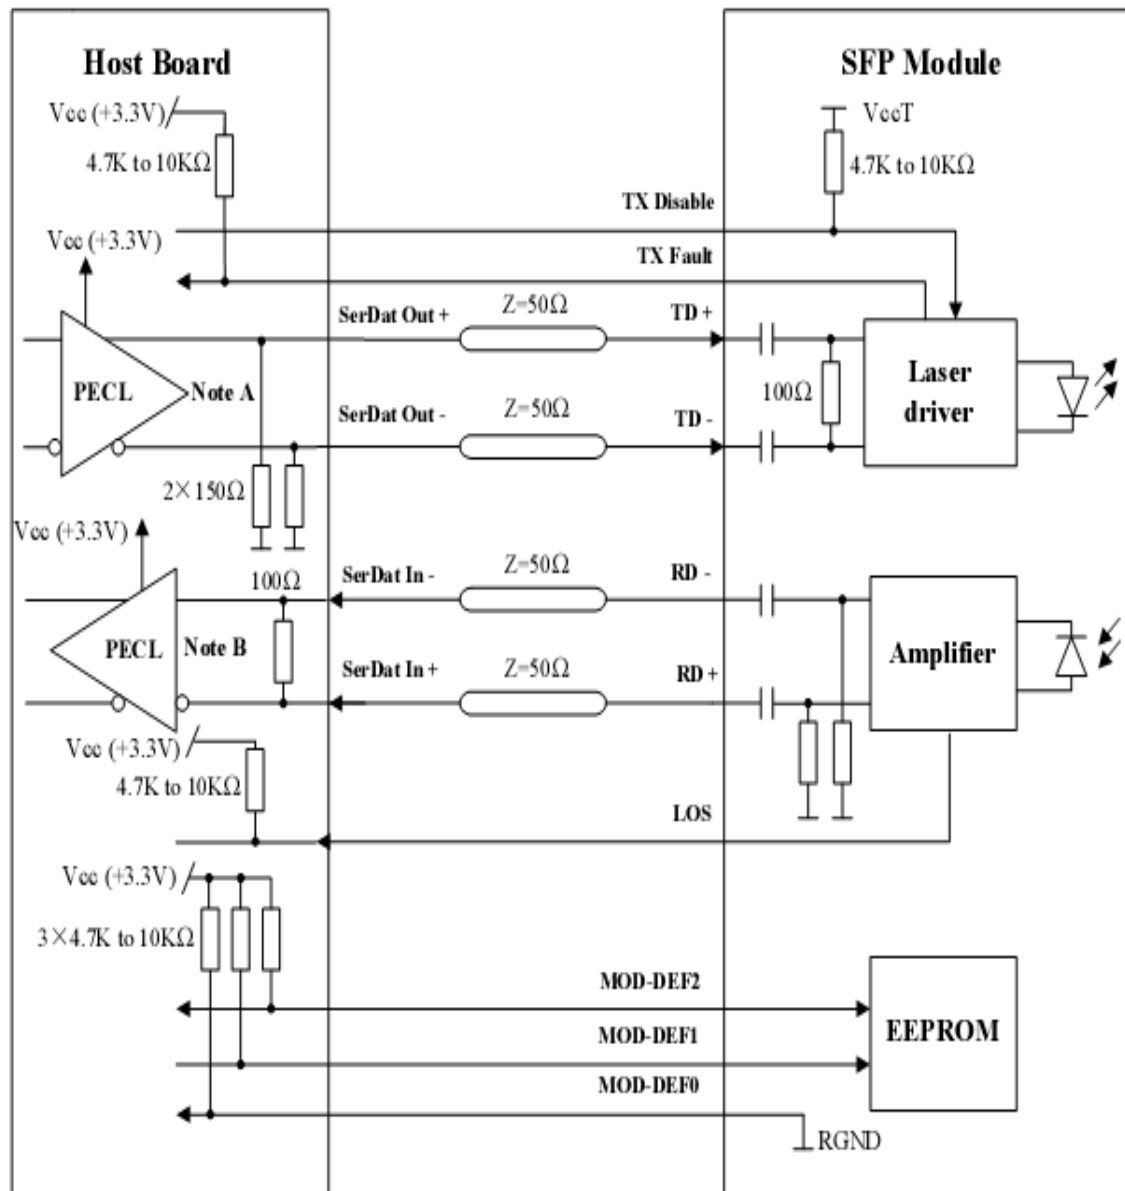 Host Board
SFP Module
Vcc (+3.3V)
VccT
4.7K to 10KΩ
4.7K to 10KΩ
TX Disable
Vcc (+3.3V)
TX Fault
SerDat Out +
Z=50Ω
TD +
PECL
Note A
Laser
driver
100Ω
SerDat Out -
Z=50Ω
TD -
2×150Ω
Vcc (+3.3V)
100Ω
SerDat In -
Z=50Ω
RD -
PECL
Note B
Amplifier
SerDat In +
Z=50Ω
RD +
Vcc (+3.3V)
4.7K to 10KΩ
LOS
Vcc (+3.3V)
3×4.7K to 10KΩ
MOD-DEF2
EEPROM
MOD-DEF1
MOD-DEF0
RGND